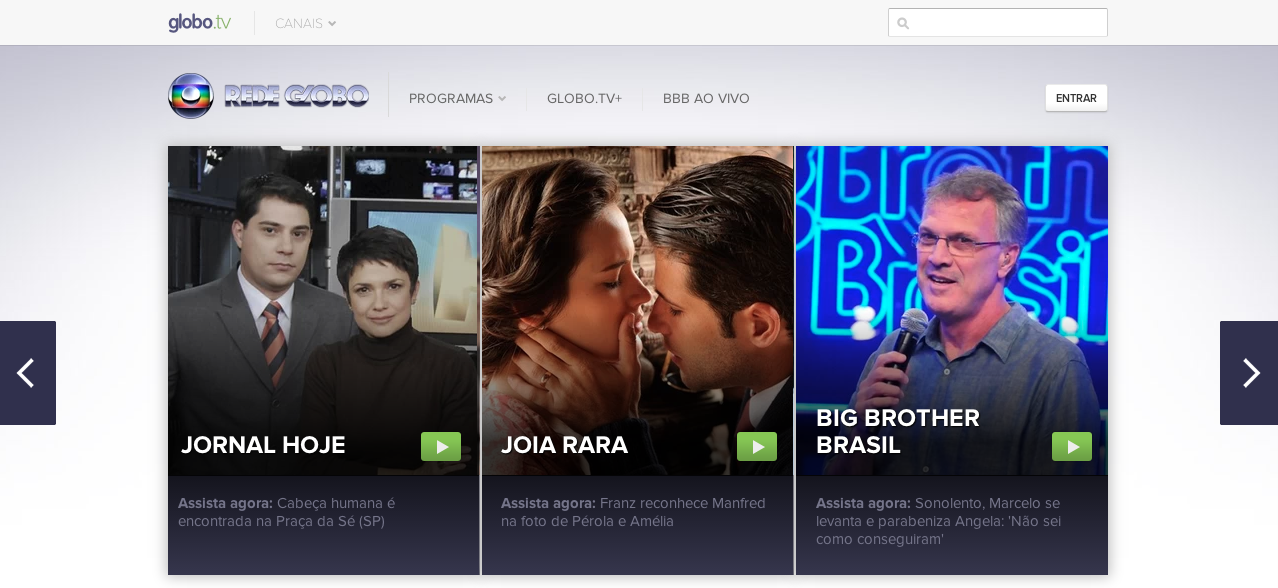 globo.tv
CANAIS
REDE GLOBO
PROGRAMAS
GLOBO.TV+
BBB AO VIVO
ENTRAR
JORNAL HOJE
Assista agora: Cabeça humana é
encontrada na Praça da Sé (SP)
JOIA RARA
Assista agora: Franz reconhece Manfred
na foto de Pérola e Amélia
Broth
Brasil
BIG BROTHER
BRASIL
Assista agora: Sonolento, Marcelo se
levanta e parabeniza Angela: 'Não sei
como conseguiram'